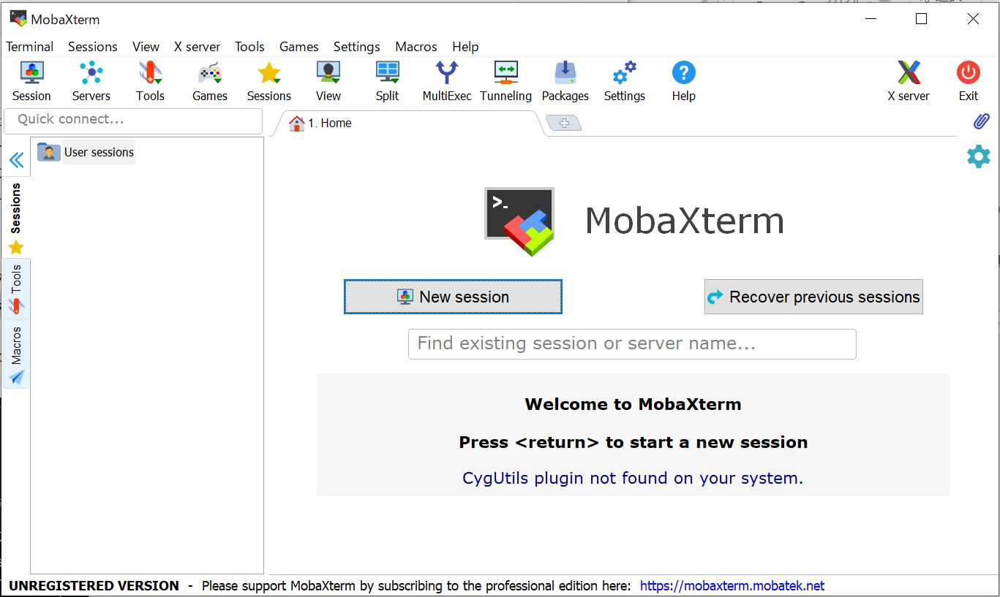 MobaXterm
Terminal Sessions View X server Tools Games Settings Macros Help
Session Servers Tools Games Sessions View Split MultiExec Tunneling Packages Settings Help X server Exit
Quick connect...
1. Home
User sessions
Sessions
Tools
Macros
>_
MobaXterm
New session
Recover previous sessions
Find existing session or server name...
Welcome to MobaXterm
Press <return> to start a new session
CygUtils plugin not found on your system.
UNREGISTERED VERSION - Please support MobaXterm by subscribing to the professional edition here: https://mobaxterm.mobatek.net